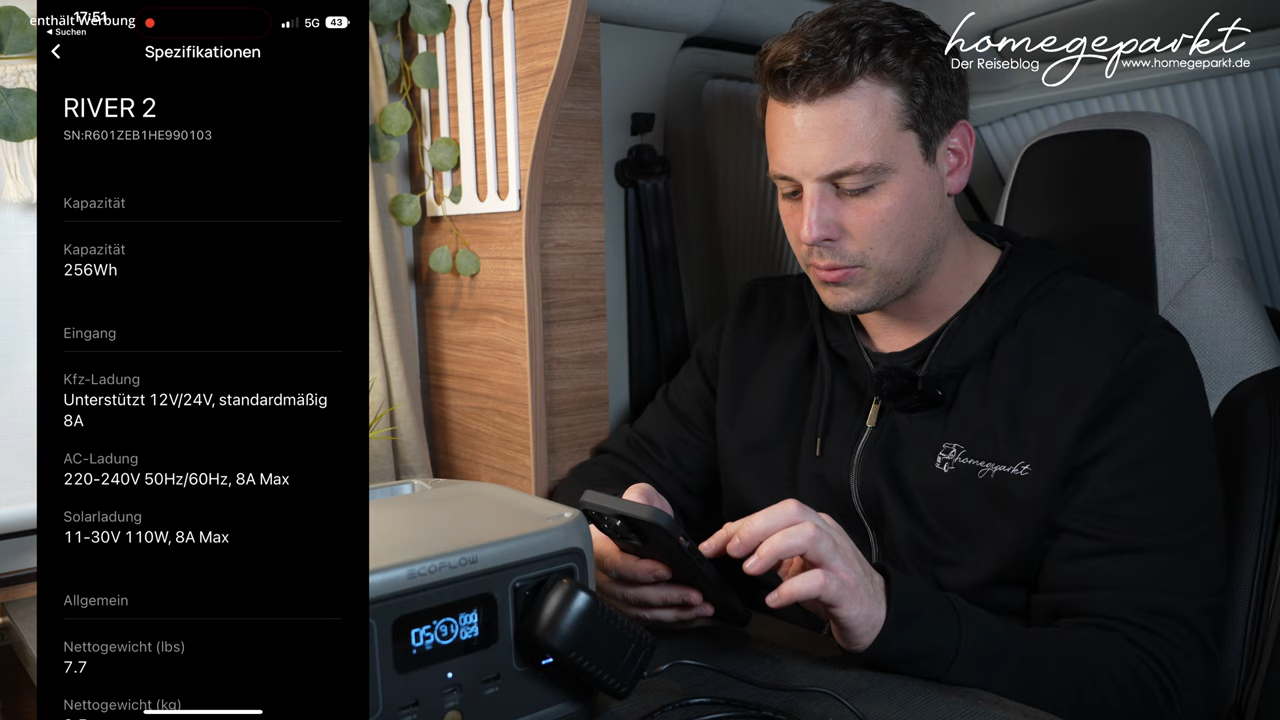 enthält Werbung
17:51
5G
43
◄ Suchen
Spezifikationen
RIVER 2
SN:R601ZEB1HE990103
Kapazität
Kapazität
256Wh
Eingang
Kfz-Ladung
Unterstützt 12V/24V, standardmäßig
8A
AC-Ladung
220-240V 50Hz/60Hz, 8A Max
Solarladung
11-30V 110W, 8A Max
Allgemein
Nettogewicht (lbs)
7.7
Nettogewicht (kg)
homegeparkt
Der Reiseblog
www.homegeparkt.de
homegeparkt
ECOFLOW